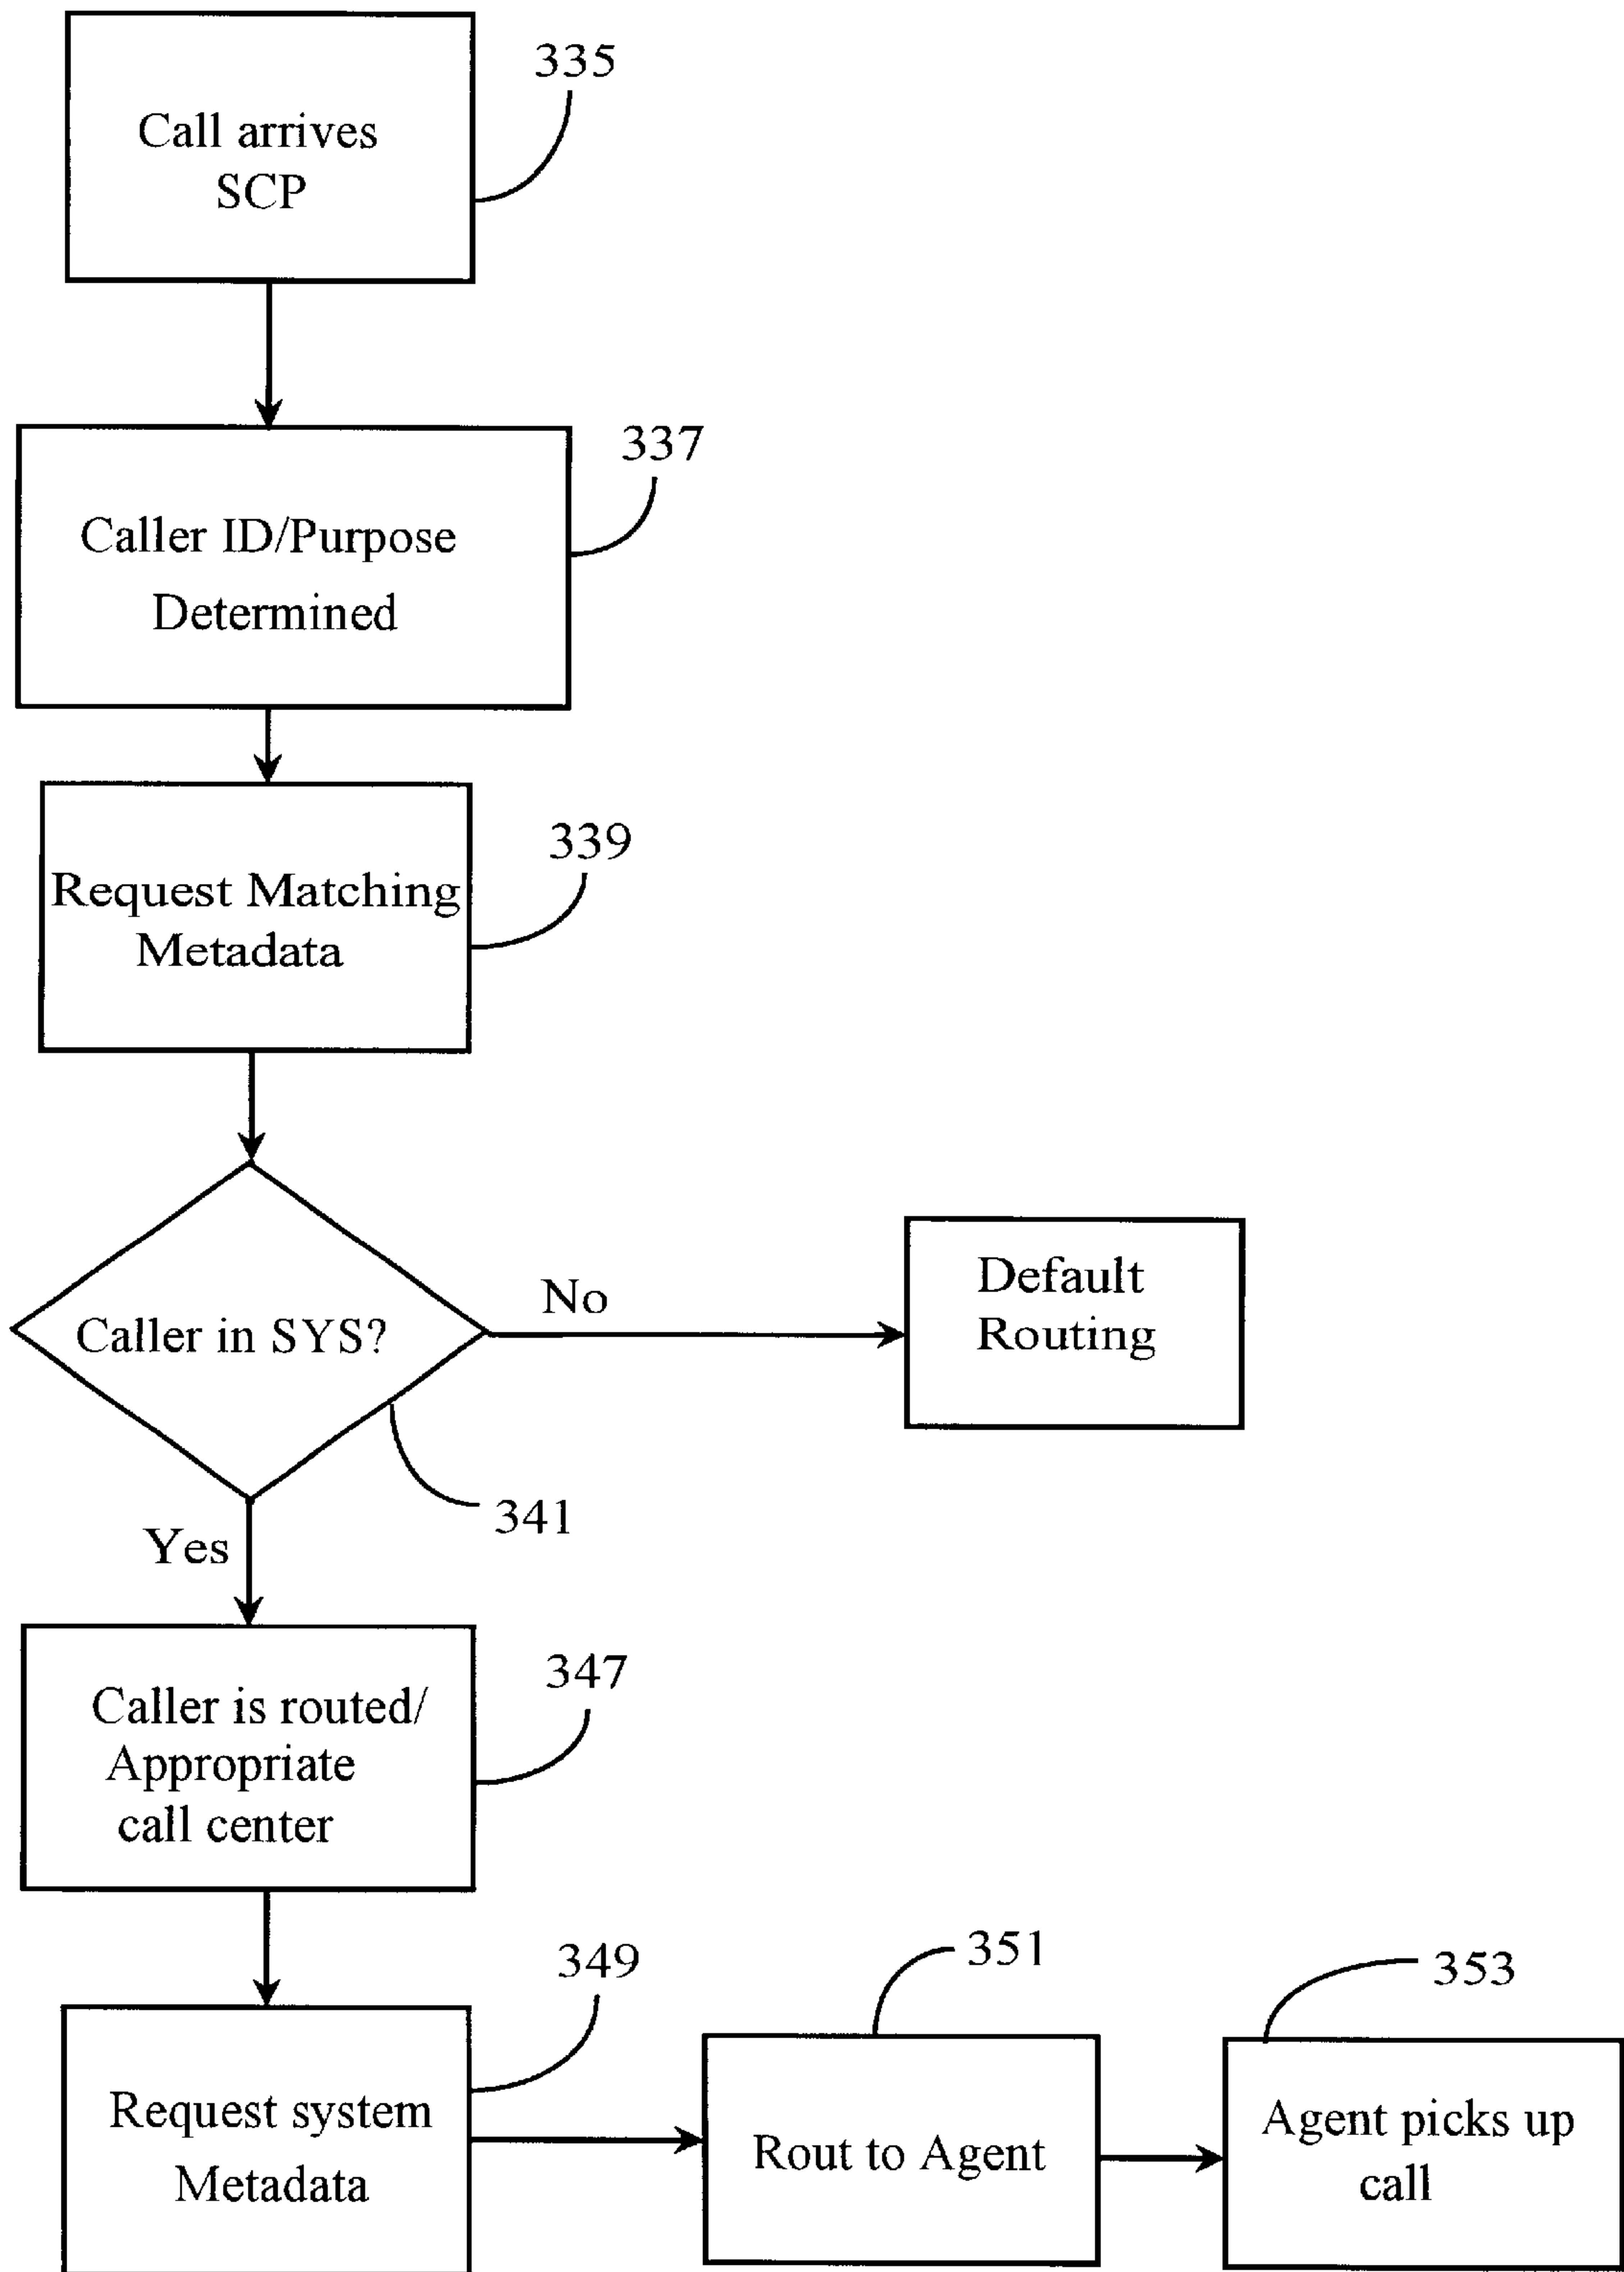 335
Call arrives
SCP
337
Caller ID/Purpose
Determined
339
Request Matching
Metadata
Caller in SYS?
No
Default
Routing
341
Yes
347
Caller is routed/
Appropriate
call center
349
Request system
Metadata
351
Rout to Agent
353
Agent picks up
call